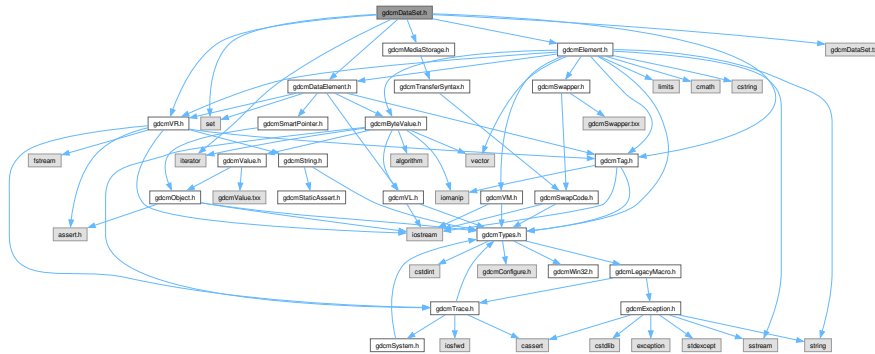 gdcmDataSet.h
gdcmMediaStorage.h
gdcmElement.h
gdcmDataSet.t
gdcmDataElement.h
gdcmTransferSyntax.h
gdcmSwapper.h
limits
cmath
cstring
gdcmVR.h
set
gdcmSmartPointer.h
gdcmByteValue.h
gdcmSwapper.txx
fstream
iterator
gdcmValue.h
gdcmString.h
algorithm
vector
gdcmTag.h
gdcmObject.h
gdcmValue.txx
gdcmStaticAssert.h
gdcmVL.h
iomanip
gdcmVM.h
gdcmSwapCode.h
assert.h
iostream
gdcmTypes.h
cstdint
gdcmConfigure.h
gdcmWin32.h
gdcmLegacyMacro.h
gdcmTrace.h
gdcmException.h
gdcmSystem.h
iosfwd
cassert
cstdlib
exception
stdexcept
sstream
string